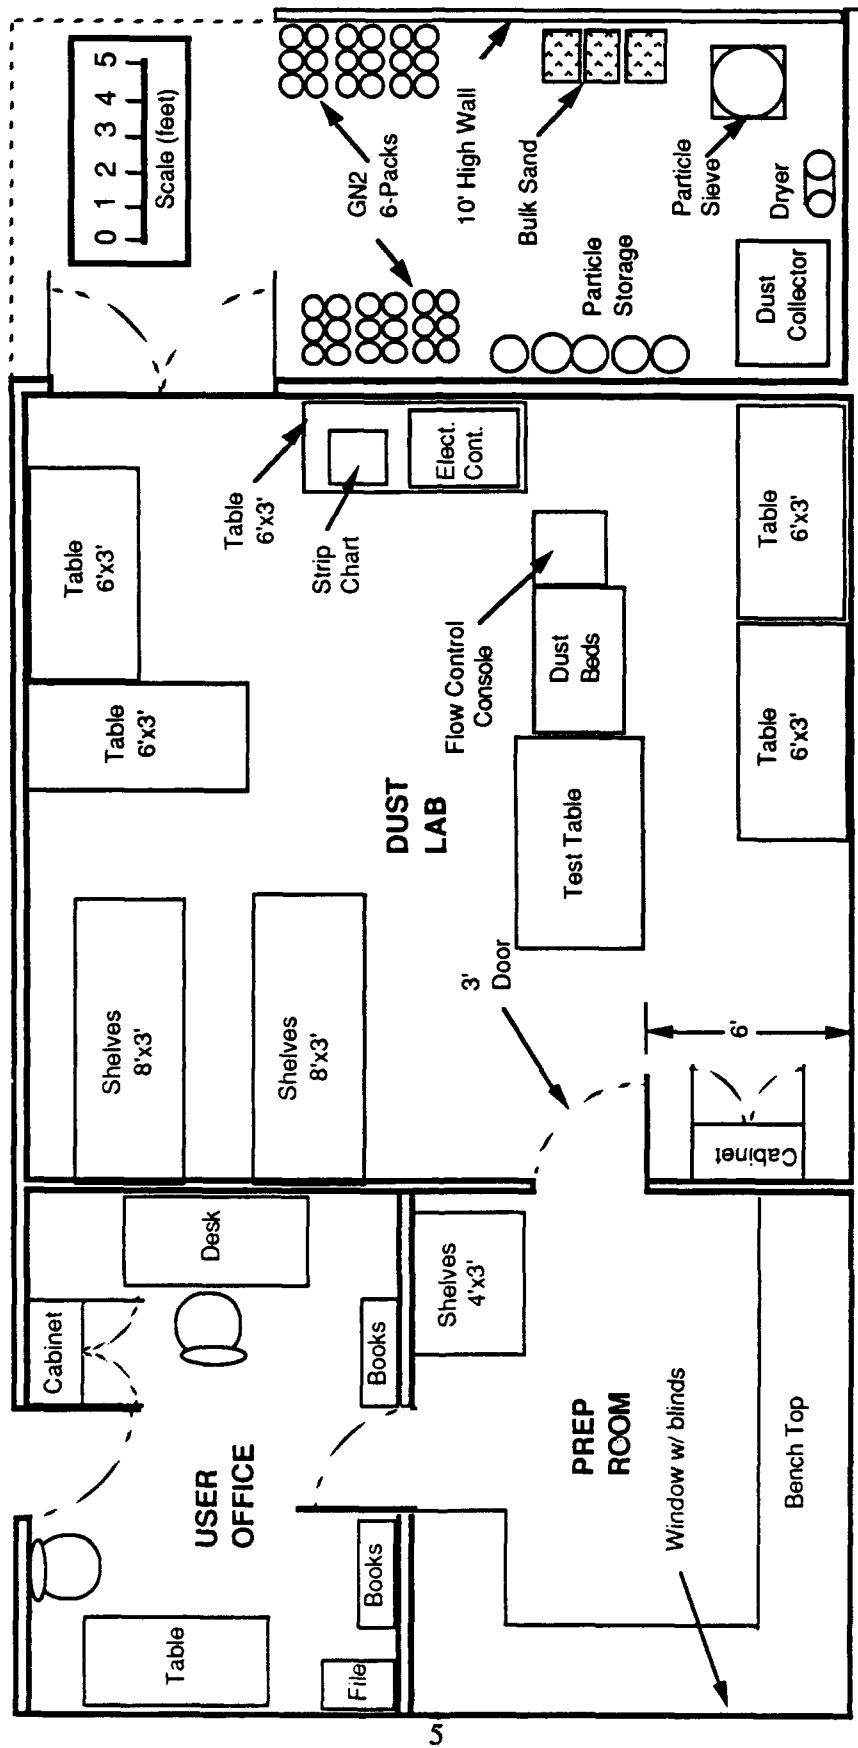 USER
OFFICE
Table
File
Books
Books
Cabinet
Desk
PREP
ROOM
Shelves
4'x3'
Window w/ blinds
Bench Top
DUST
LAB
Shelves
8'x3'
Shelves
8'x3'
Table
6'x3'
Table
6'x3'
Table
6'x3'
Strip
Chart
Elect.
Cont.
Flow Control
Console
Dust
Beds
Test Table
3'
Door
6'
Cabinet
Table
6'x3'
Table
6'x3'
0 1 2 3 4 5
Scale (feet)
GN2
6-Packs
10' High Wall
Bulk Sand
Particle
Storage
Particle
Sieve
Dryer
Dust
Collector
5